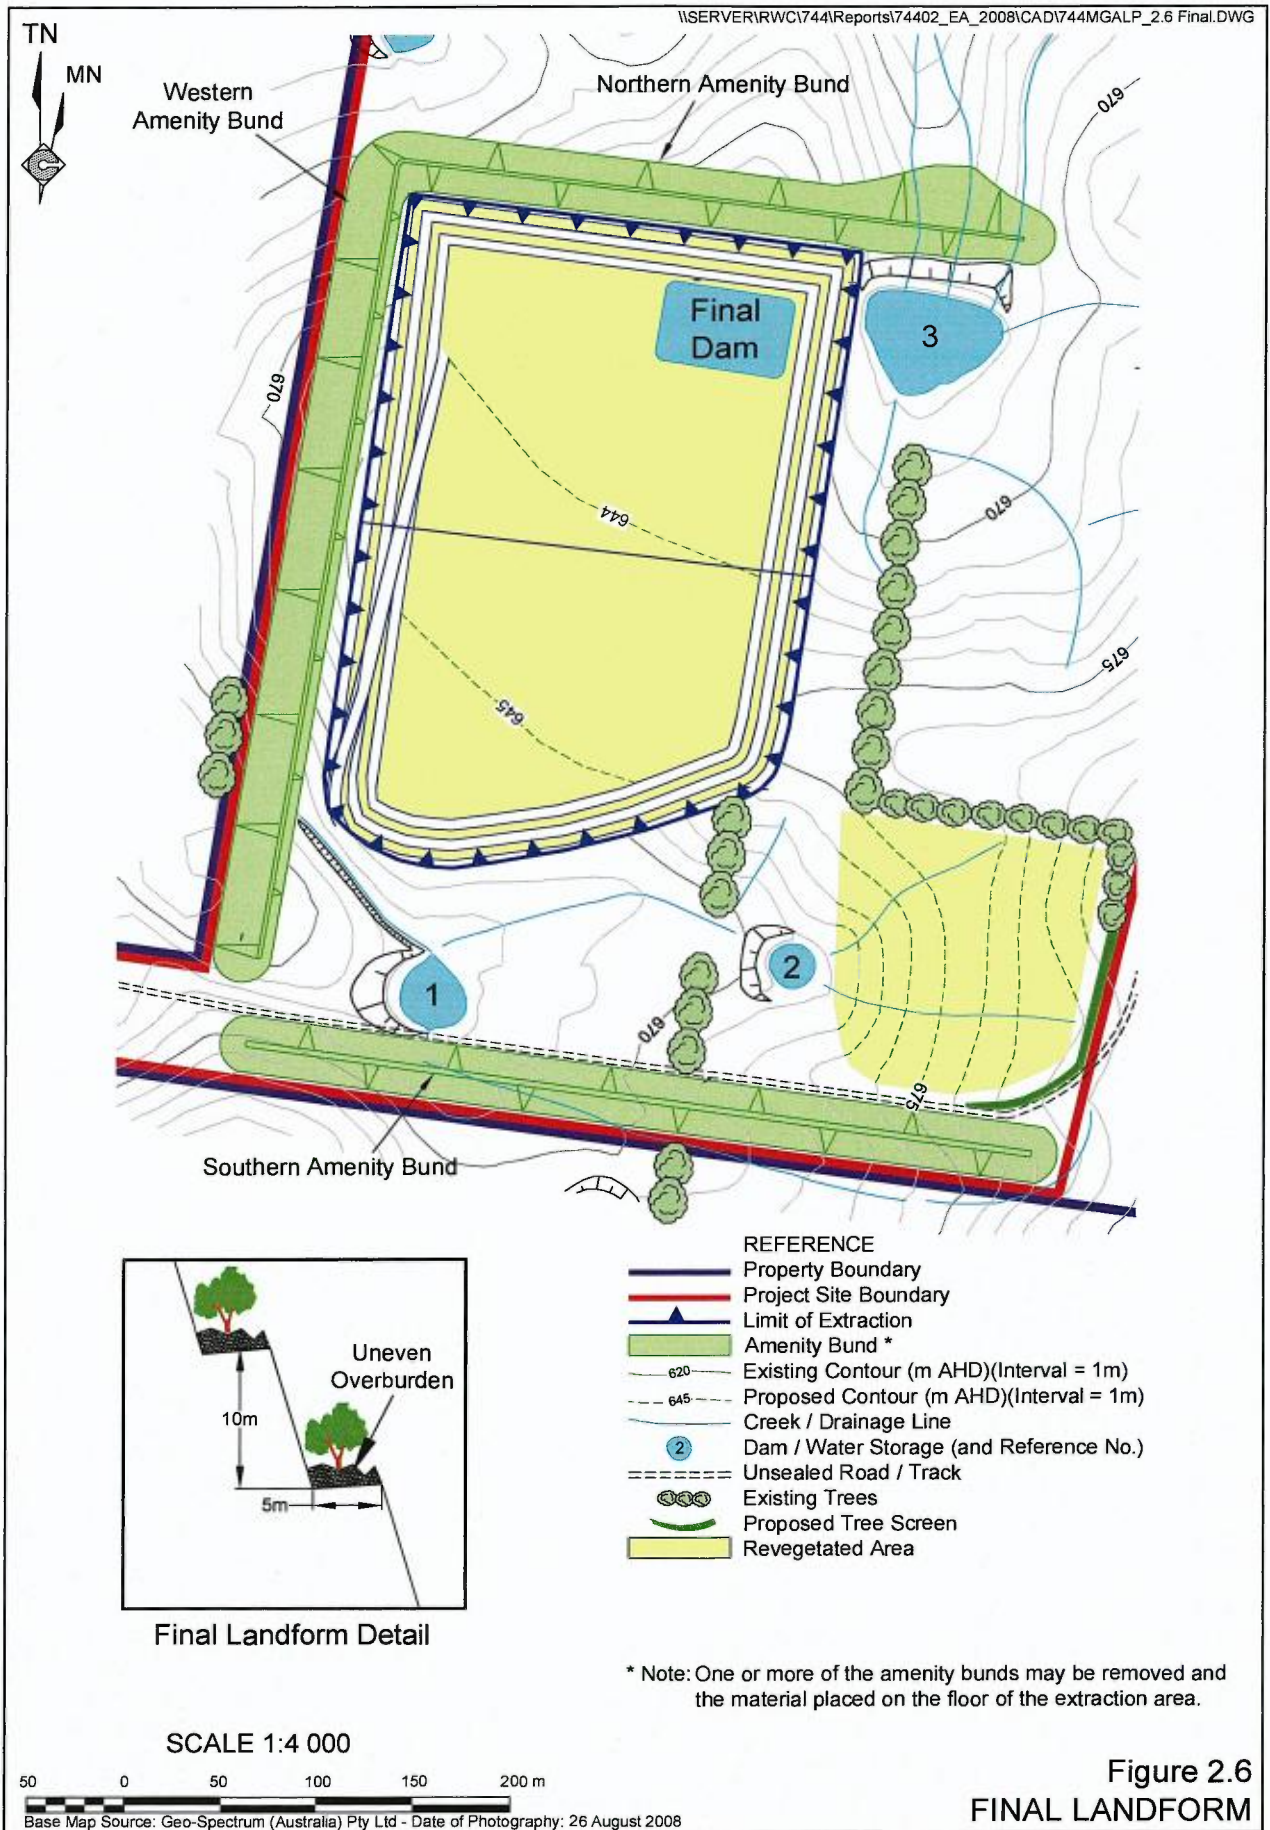 \\SERVER\RWC\744\Reports\74402_EA_2008\CAD\744MGALP_2.6 Final.DWG
TN
MN
Western
Amenity Bund
Northern Amenity Bund
670
Final
Dam
3
670
644
670
675
645
2
1
670
675
Southern Amenity Bund
REFERENCE
Property Boundary
Project Site Boundary
Limit of Extraction
Amenity Bund *
620 Existing Contour (m AHD)(Interval = 1m)
645 Proposed Contour (m AHD)(Interval = 1m)
Creek / Drainage Line
2 Dam / Water Storage (and Reference No.)
Unsealed Road / Track
Existing Trees
Proposed Tree Screen
Revegetated Area
Uneven
Overburden
10m
5m
Final Landform Detail
* Note: One or more of the amenity bunds may be removed and
the material placed on the floor of the extraction area.
SCALE 1:4 000
50 0 50 100 150 200 m
Base Map Source: Geo-Spectrum (Australia) Pty Ltd - Date of Photography: 26 August 2008
Figure 2.6
FINAL LANDFORM